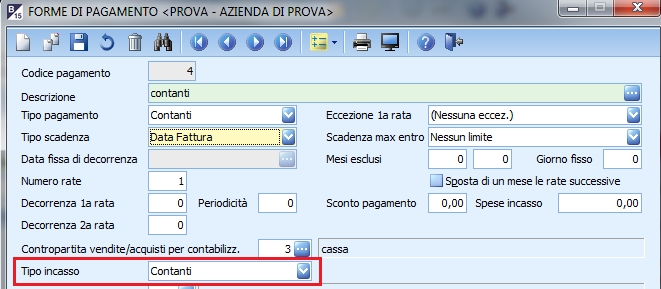 B 15 FORME DI PAGAMENTO <PROVA - AZIENDA DI PROVA>
Codice pagamento 4
Descrizione contanti
Tipo pagamento Contanti Eccezione 1a rata (Nessuna eccez.)
Tipo scadenza Data Fattura Scadenza max entro Nessun limite
Data fissa di decorrenza Mesi esclusi 0 0 Giorno fisso 0
Numero rate 1 Sposta di un mese le rate successive
Decorrenza 1a rata 0 Periodicità 0 Sconto pagamento 0,00 Spese incasso 0,00
Decorrenza 2a rata 0
Contropartita vendite/acquisti per contabilizz. 3 cassa
Tipo incasso Contanti